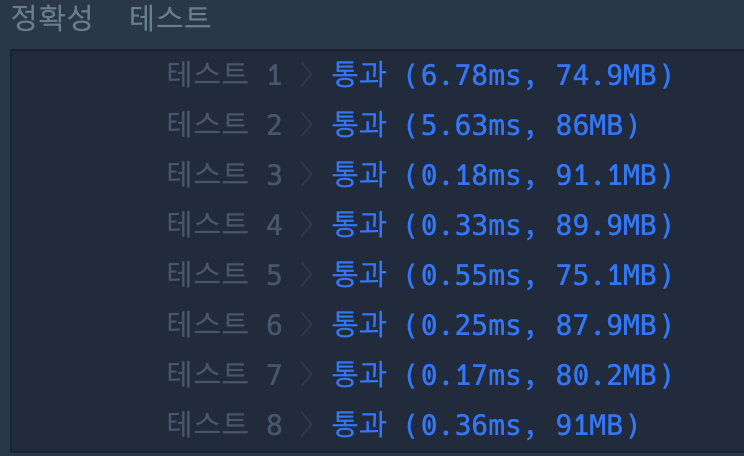 정확성 테스트
테스트 1 〉 통과 (6.78ms, 74.9MB)
테스트 2 〉 통과 (5.63ms, 86MB)
테스트 3 〉 통과 (0.18ms, 91.1MB)
테스트 4 〉 통과 (0.33ms, 89.9MB)
테스트 5 〉 통과 (0.55ms, 75.1MB)
테스트 6 〉 통과 (0.25ms, 87.9MB)
테스트 7 〉 통과 (0.17ms, 80.2MB)
테스트 8 〉 통과 (0.36ms, 91MB)